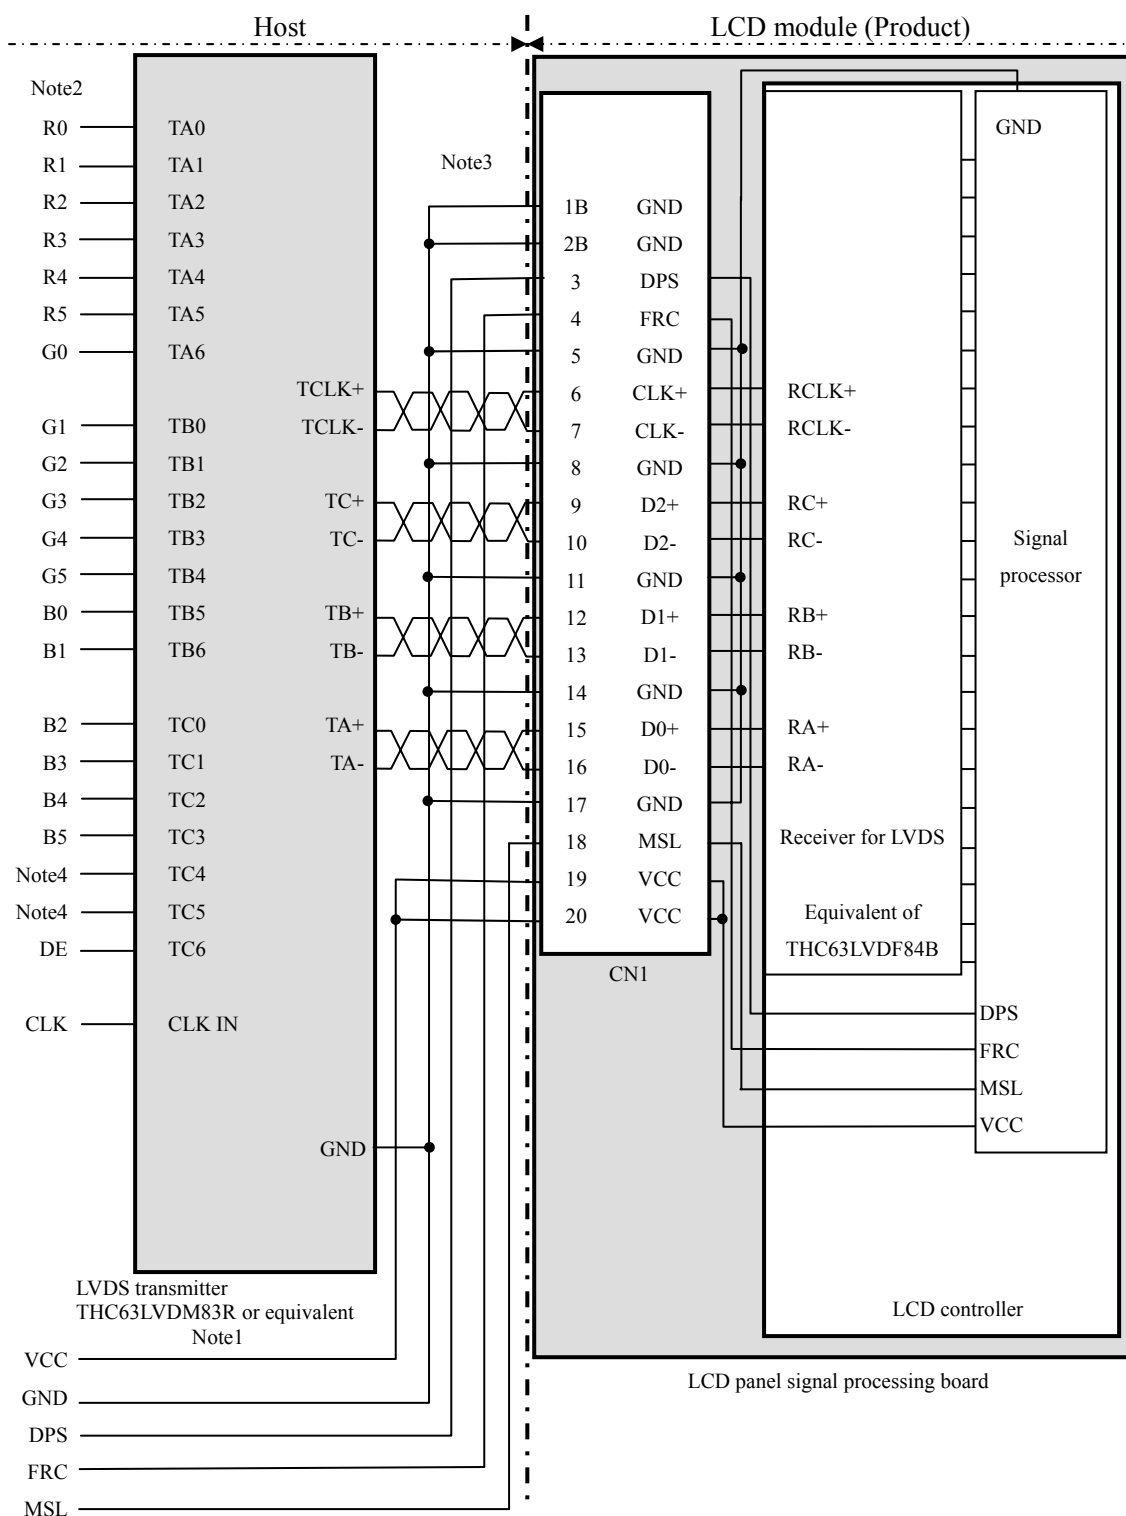 Host
LCD module (Product)
Note2
R0 TA0
R1 TA1
R2 TA2
R3 TA3
R4 TA4
R5 TA5
G0 TA6
TCLK+
G1 TB0 TCLK-
G2 TB1
G3 TB2 TC+
G4 TB3 TC-
G5 TB4
B0 TB5 TB+
B1 TB6 TB-
B2 TC0 TA+
B3 TC1 TA-
B4 TC2
B5 TC3
Note4 TC4
Note4 TC5
DE TC6
CLK CLK IN
GND
LVDS transmitter
THC63LVDM83R or equivalent
Note1
VCC
GND
DPS
FRC
MSL
Note3
1B GND
2B GND
3 DPS
4 FRC
5 GND
6 CLK+
7 CLK-
8 GND
9 D2+
10 D2-
11 GND
12 D1+
13 D1-
14 GND
15 D0+
16 D0-
17 GND
18 MSL
19 VCC
20 VCC
CN1
RCLK+
RCLK-
RC+
RC-
RB+
RB-
RA+
RA-
Receiver for LVDS
Equivalent of
THC63LVDF84B
GND
Signal
processor
DPS
FRC
MSL
VCC
LCD controller
LCD panel signal processing board